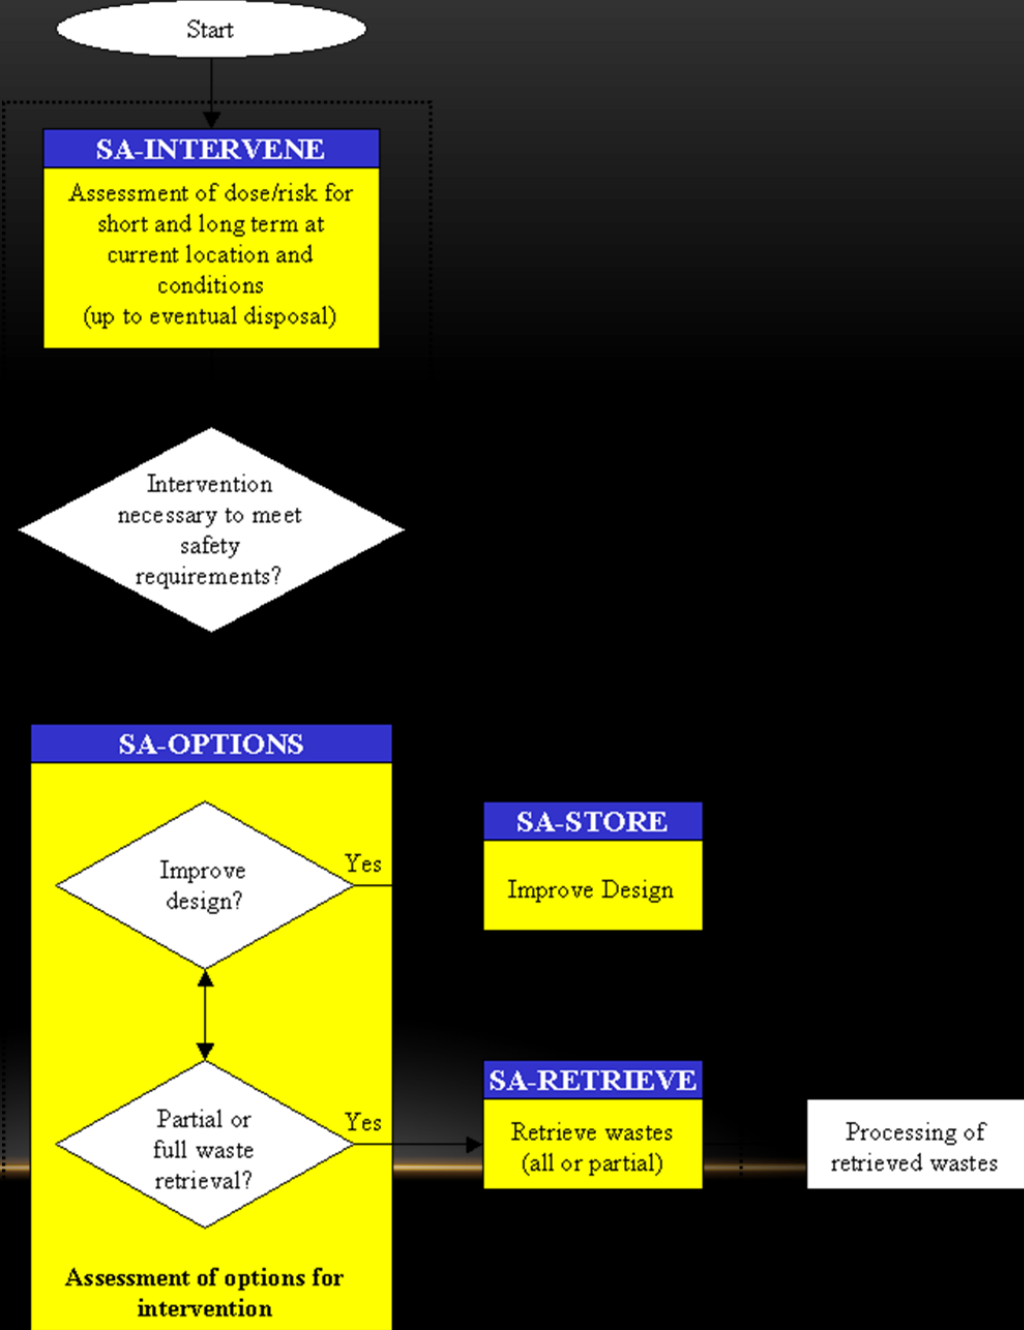 Start
SA-INTERVENE
Assessment of dose/risk for
short and long term at
current location and
conditions
(up to eventual disposal)
Intervention
necessary to meet
safety
requirements?
SA-OPTIONS
Improve
design?
Yes
SA-STORE
Improve Design
Partial or
full waste
retrieval?
Yes
SA-RETRIEVE
Retrieve wastes
(all or partial)
Processing of
retrieved wastes
Assessment of options for
intervention